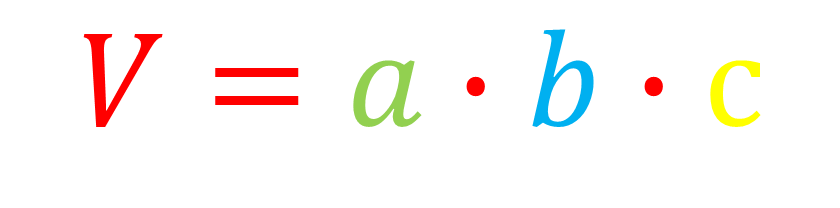 V = a · b · c